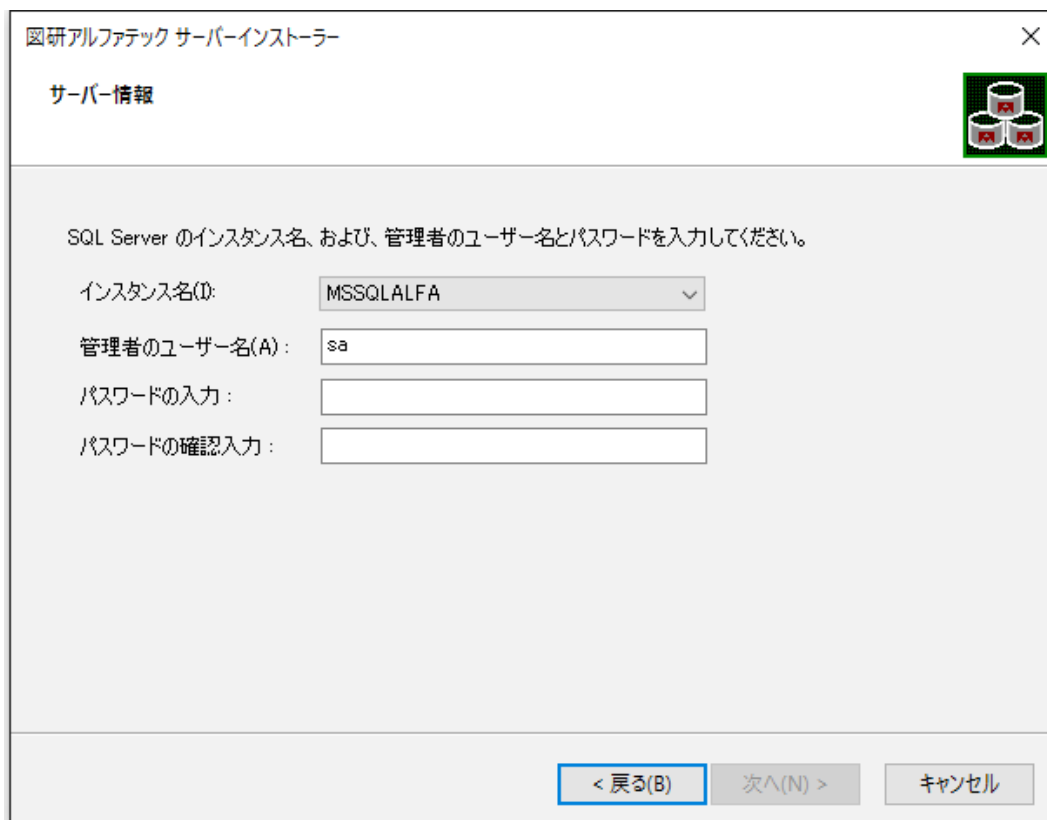 図研アルファテック サーバーインストーラー
サーバー情報
SQL Server のインスタンス名、および、管理者のユーザー名とパスワードを入力してください。
インスタンス名(I): MSSQLALFA
管理者のユーザー名(A) : sa
パスワードの入力 :
パスワードの確認入力 :
< 戻る(B) 次へ(N) > キャンセル